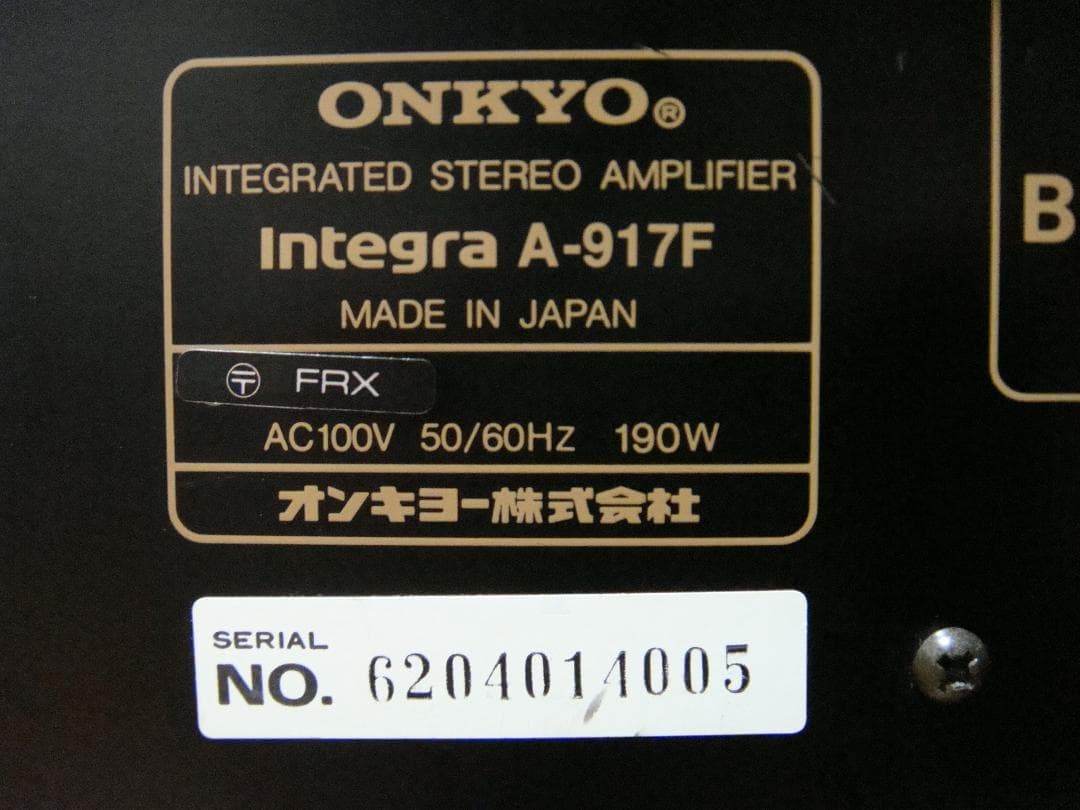 ONKYO®
INTEGRATED STEREO AMPLIFIER
Integra A-917F
MADE IN JAPAN
〶 FRX
AC100V 50/60Hz 190W
オンキヨー株式会社
SERIAL
NO. 6204014005
B